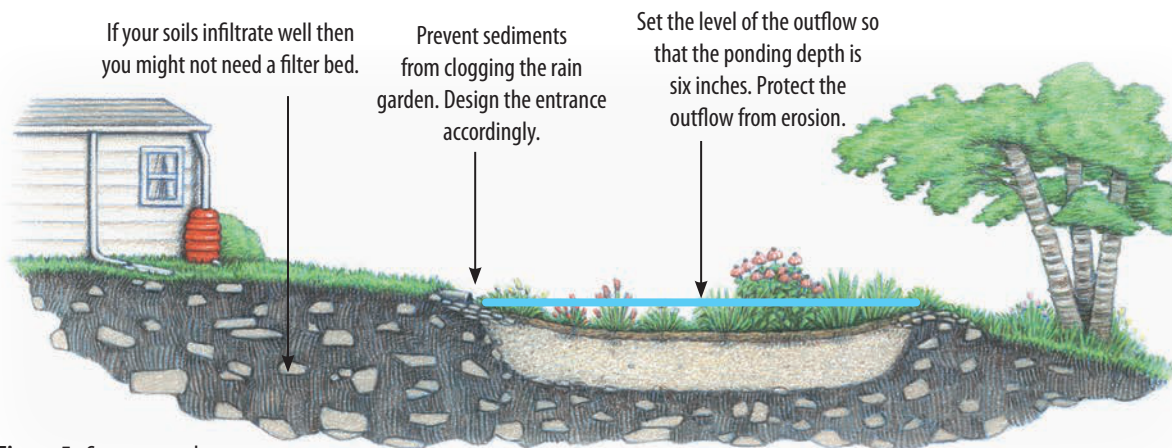 If your soils infiltrate well then
you might not need a filter bed.
Prevent sediments
from clogging the rain
garden. Design the entrance
accordingly.
Set the level of the outflow so
that the ponding depth is
six inches. Protect the
outflow from erosion.